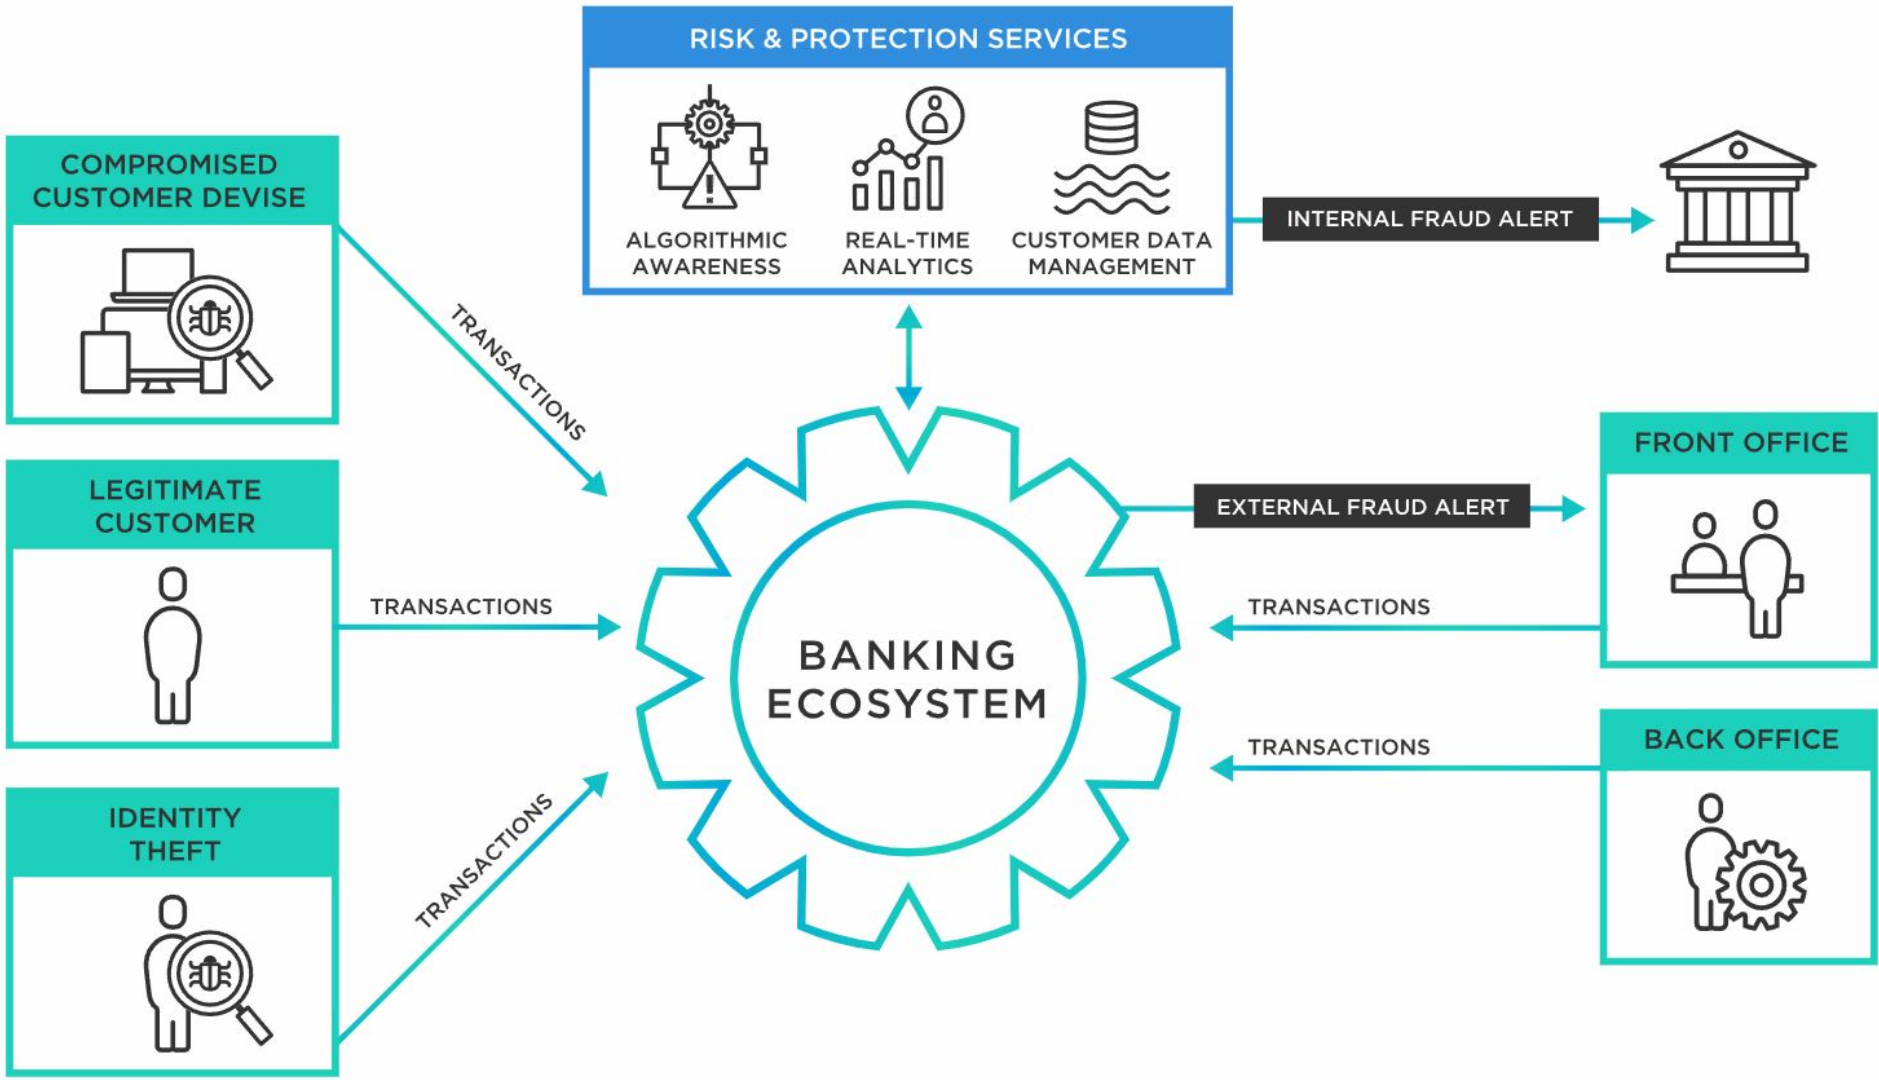 RISK & PROTECTION SERVICES
ALGORITHMIC
AWARENESS
REAL-TIME
ANALYTICS
CUSTOMER DATA
MANAGEMENT
INTERNAL FRAUD ALERT
COMPROMISED
CUSTOMER DEVISE
TRANSACTIONS
LEGITIMATE
CUSTOMER
TRANSACTIONS
IDENTITY
THEFT
TRANSACTIONS
BANKING
ECOSYSTEM
EXTERNAL FRAUD ALERT
FRONT OFFICE
TRANSACTIONS
BACK OFFICE
TRANSACTIONS